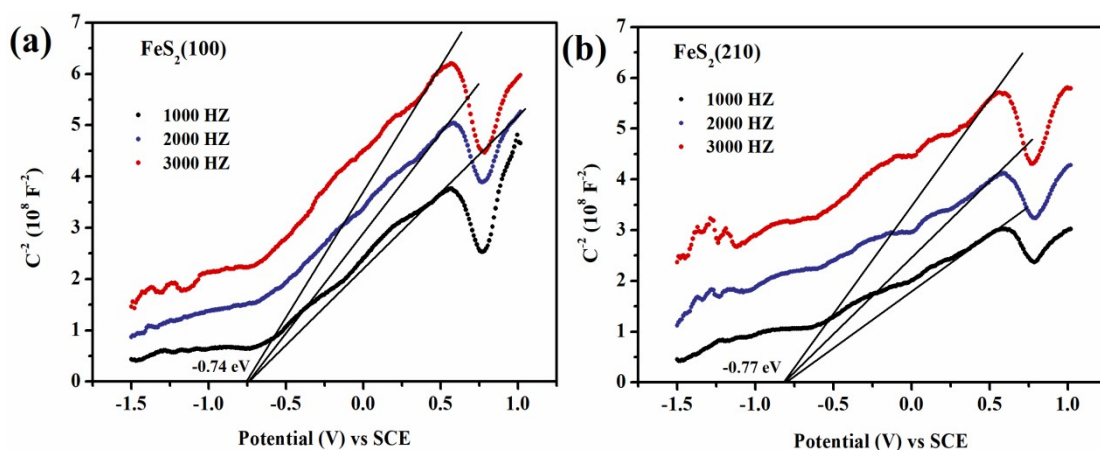 (a)
FeS₂(100)
1000 HZ
2000 HZ
3000 HZ
C⁻² (10⁸ F⁻²)
7
6
5
4
3
2
1
0
-0.74 eV
-1.5 -1.0 -0.5 0.0 0.5 1.0
Potential (V) vs SCE
(b)
FeS₂(210)
1000 HZ
2000 HZ
3000 HZ
C⁻² (10⁸ F⁻²)
7
6
5
4
3
2
1
0
-0.77 eV
-1.5 -1.0 -0.5 0.0 0.5 1.0
Potential (V) vs SCE